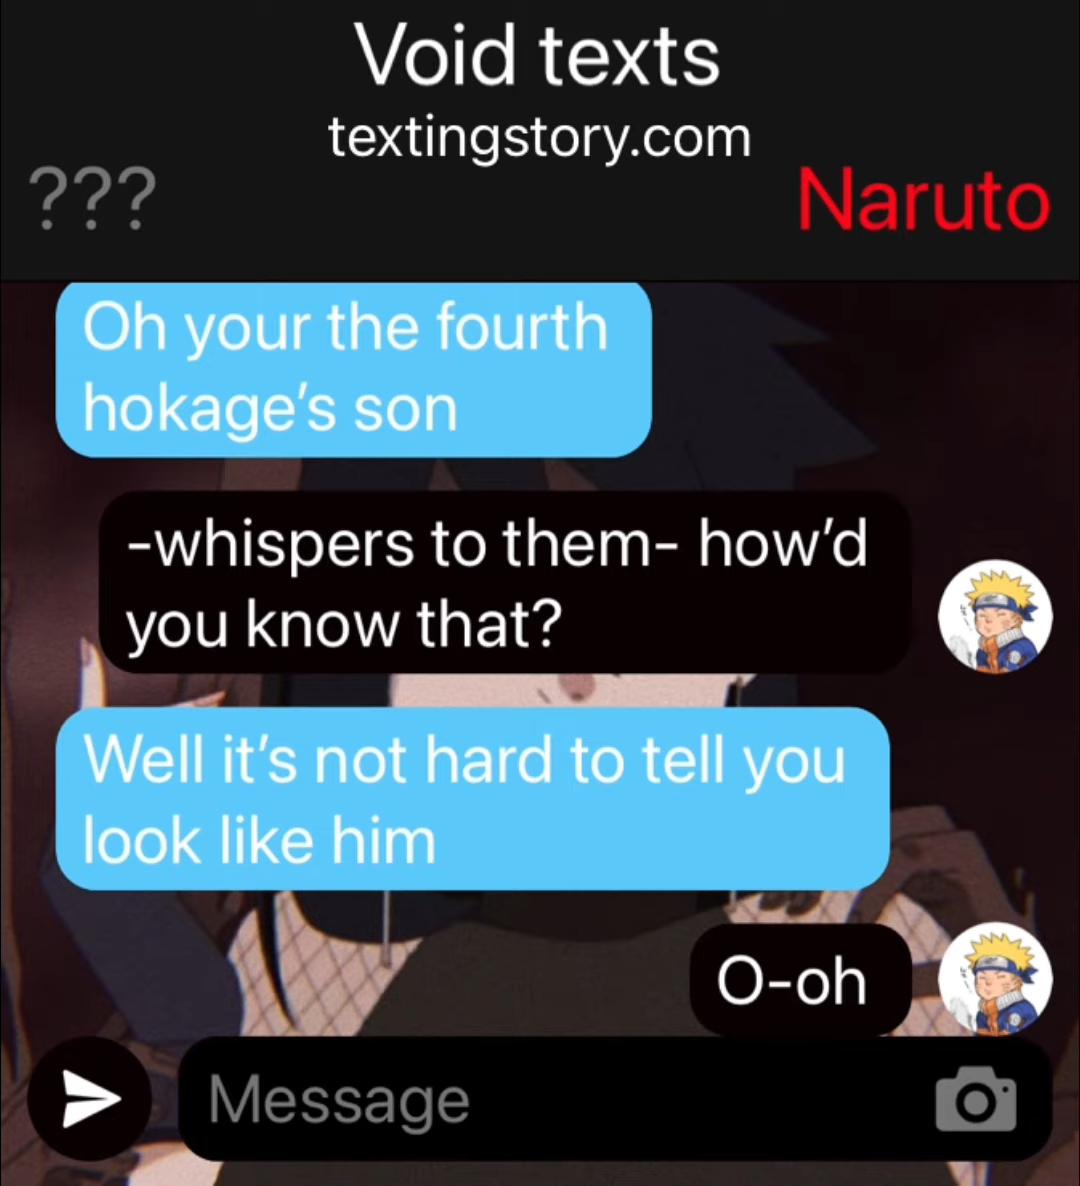 Void texts
textingstory.com
??? Naruto
Oh your the fourth
hokage’s son
-whispers to them- how’d
you know that?
Well it’s not hard to tell you
look like him
O-oh
Message